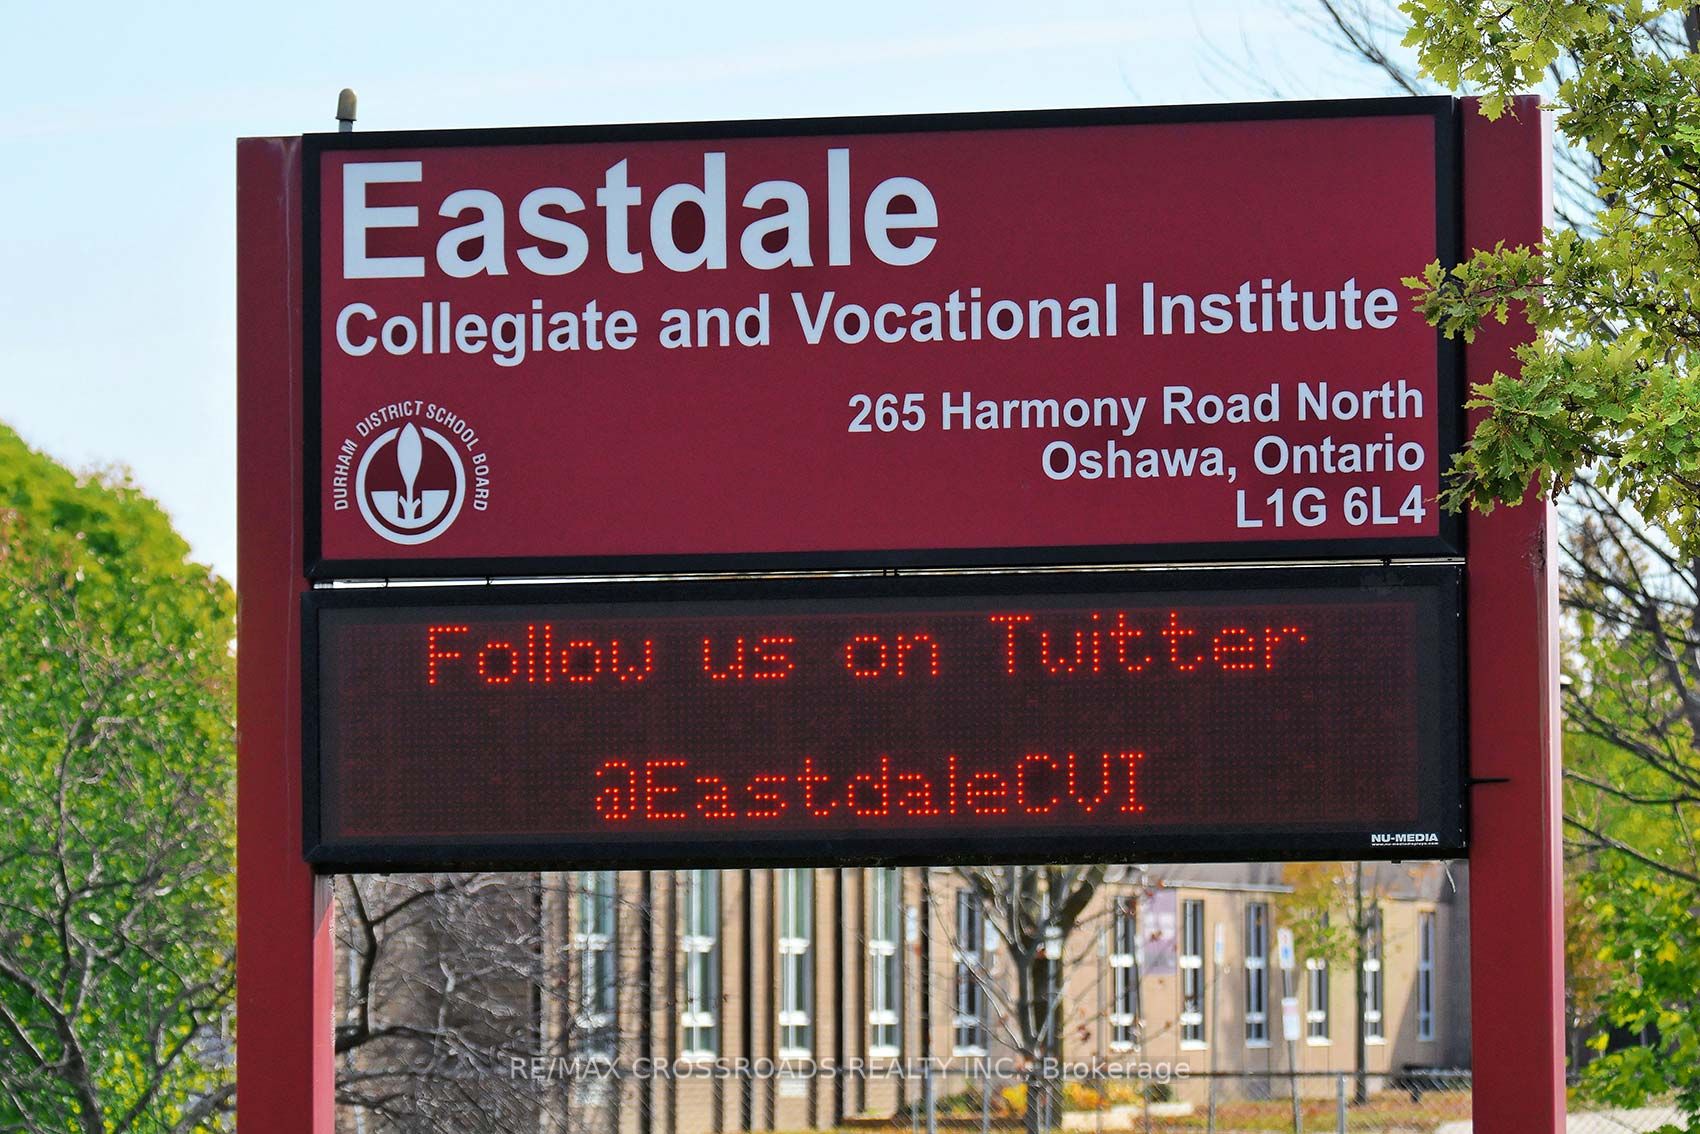 Eastdale
Collegiate and Vocational Institute
265 Harmony Road North
Oshawa, Ontario
L1G 6L4
DURHAM DISTRICT SCHOOL BOARD
Follow us on Twitter
@EastdaleCVI
NU-MEDIA
RE/MAX CROSSROADS REALTY INC., Brokerage